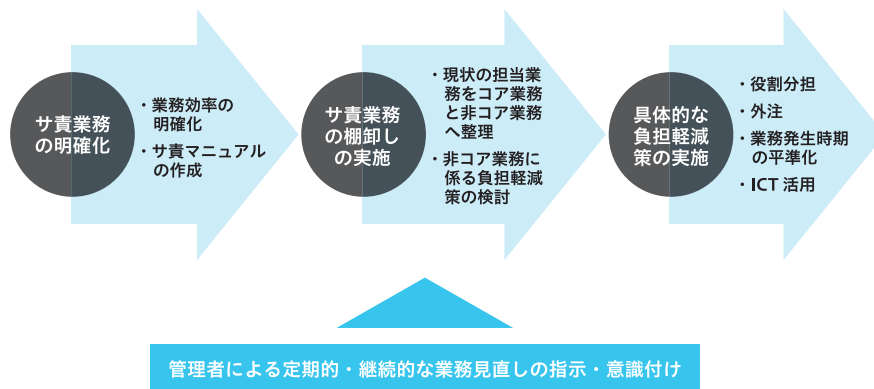 サ責業務
の明確化
・業務効率の
明確化
・サ責マニュアル
の作成
サ責業務
の棚卸し
の実施
・現状の担当業
務をコア業務
と非コア業務
へ整理
・非コア業務に
係る負担軽減
策の検討
具体的な
負担軽減
策の実施
・役割分担
・外注
・業務発生時期
の平準化
・ICT 活用
管理者による定期的・継続的な業務見直しの指示・意識付け